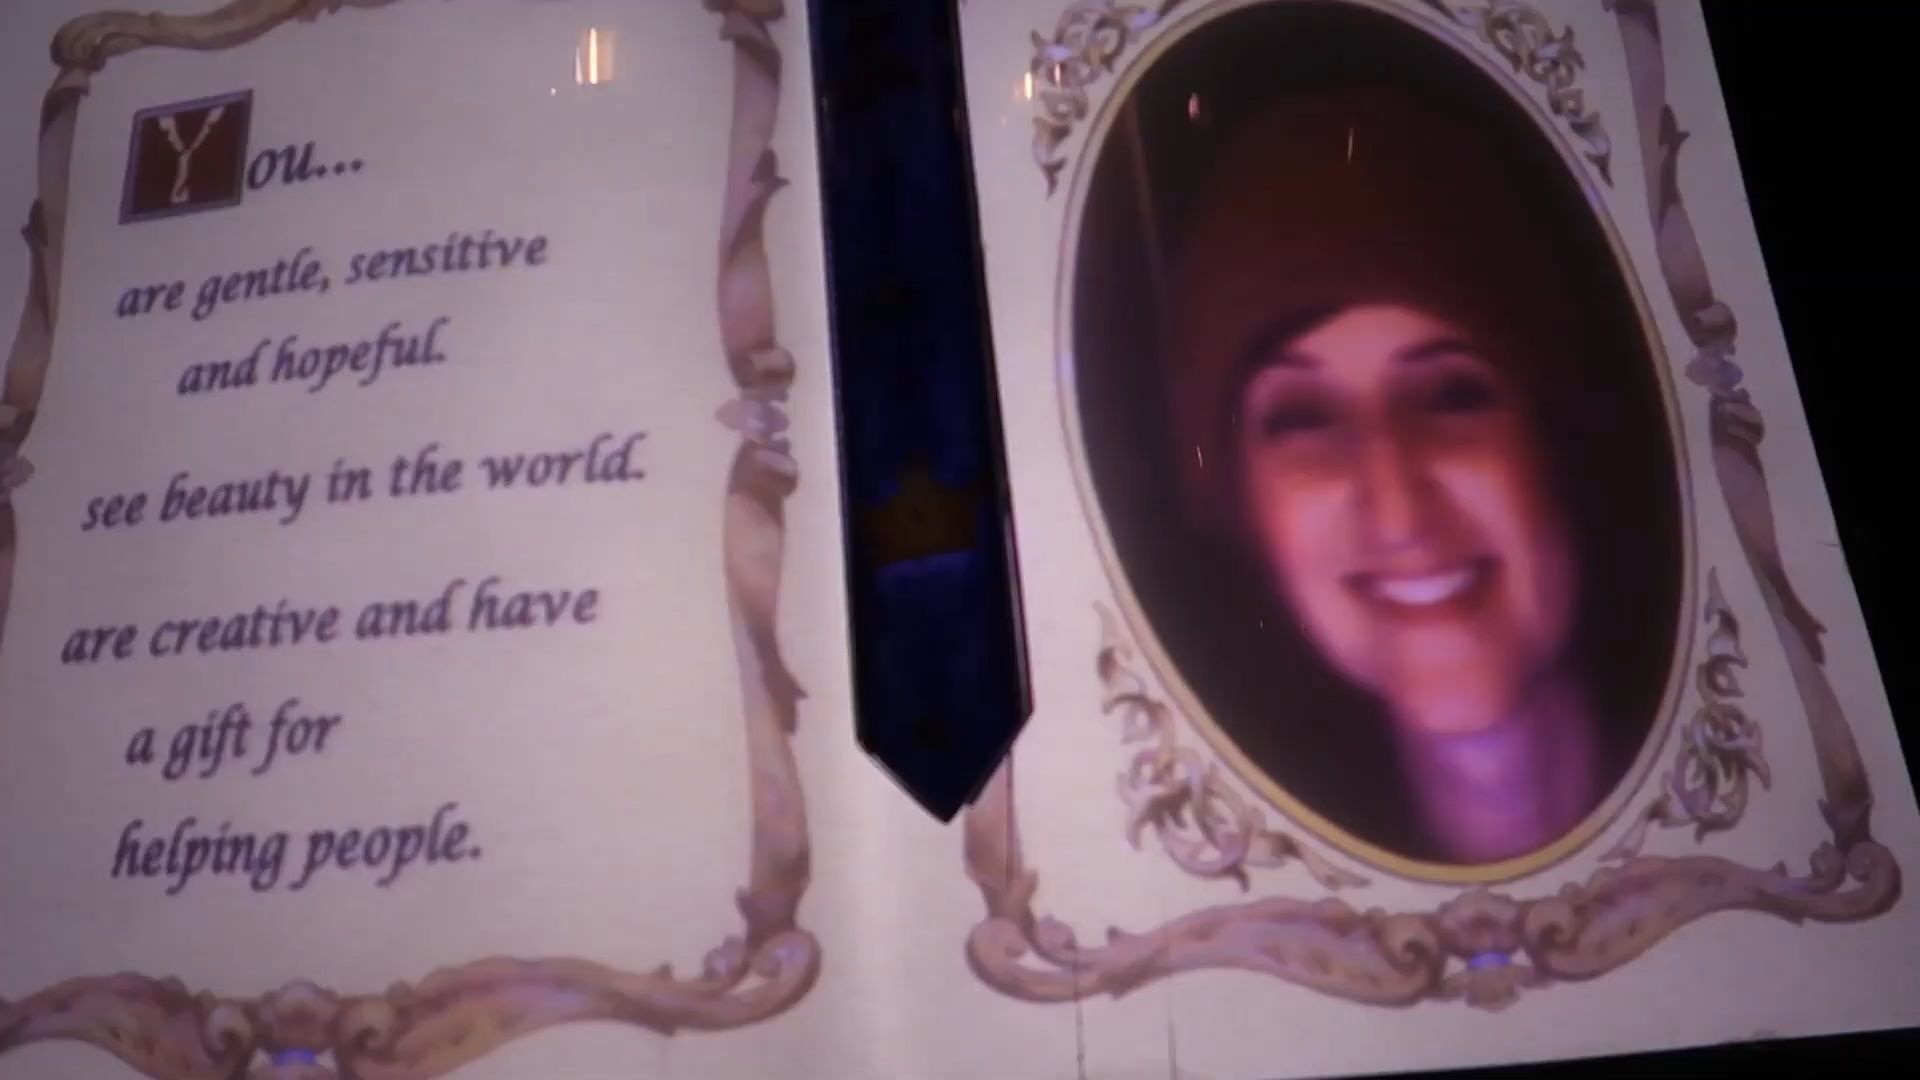 You...
are gentle, sensitive
and hopeful.
see beauty in the world.
are creative and have
a gift for
helping people.